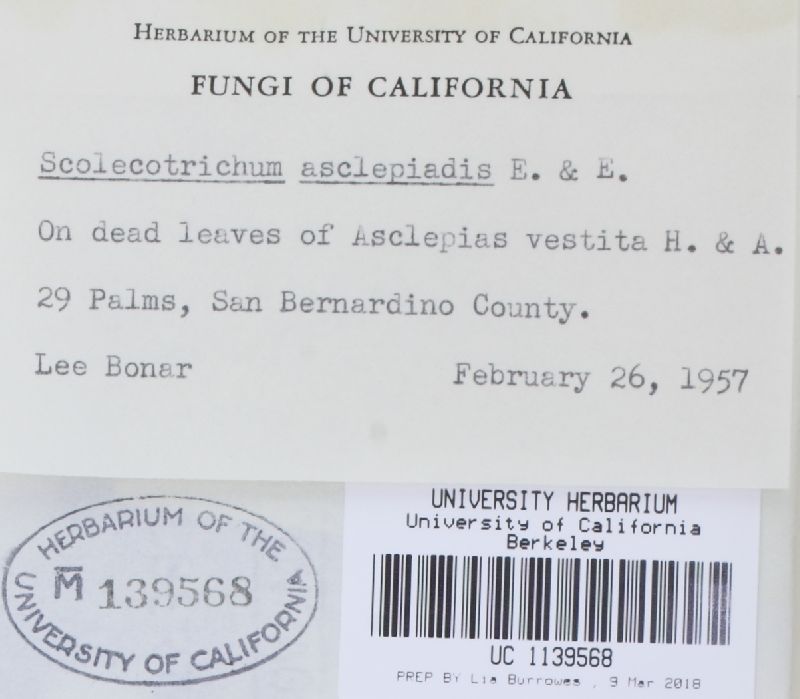 HERBARIUM OF THE UNIVERSITY OF CALIFORNIA
FUNGI OF CALIFORNIA
Scolecotrichum asclepiadis E. & E.
On dead leaves of Asclepias vestita H. & A.
29 Palms, San Bernardino County.
Lee Bonar February 26, 1957
HERBARIUM OF THE
M̅ 139568
UNIVERSITY OF CALIFORNIA
UNIVERSITY HERBARIUM
University of California
Berkeley
UC 1139568
PREP BY Lia Burrowes , 9 Mar 2018